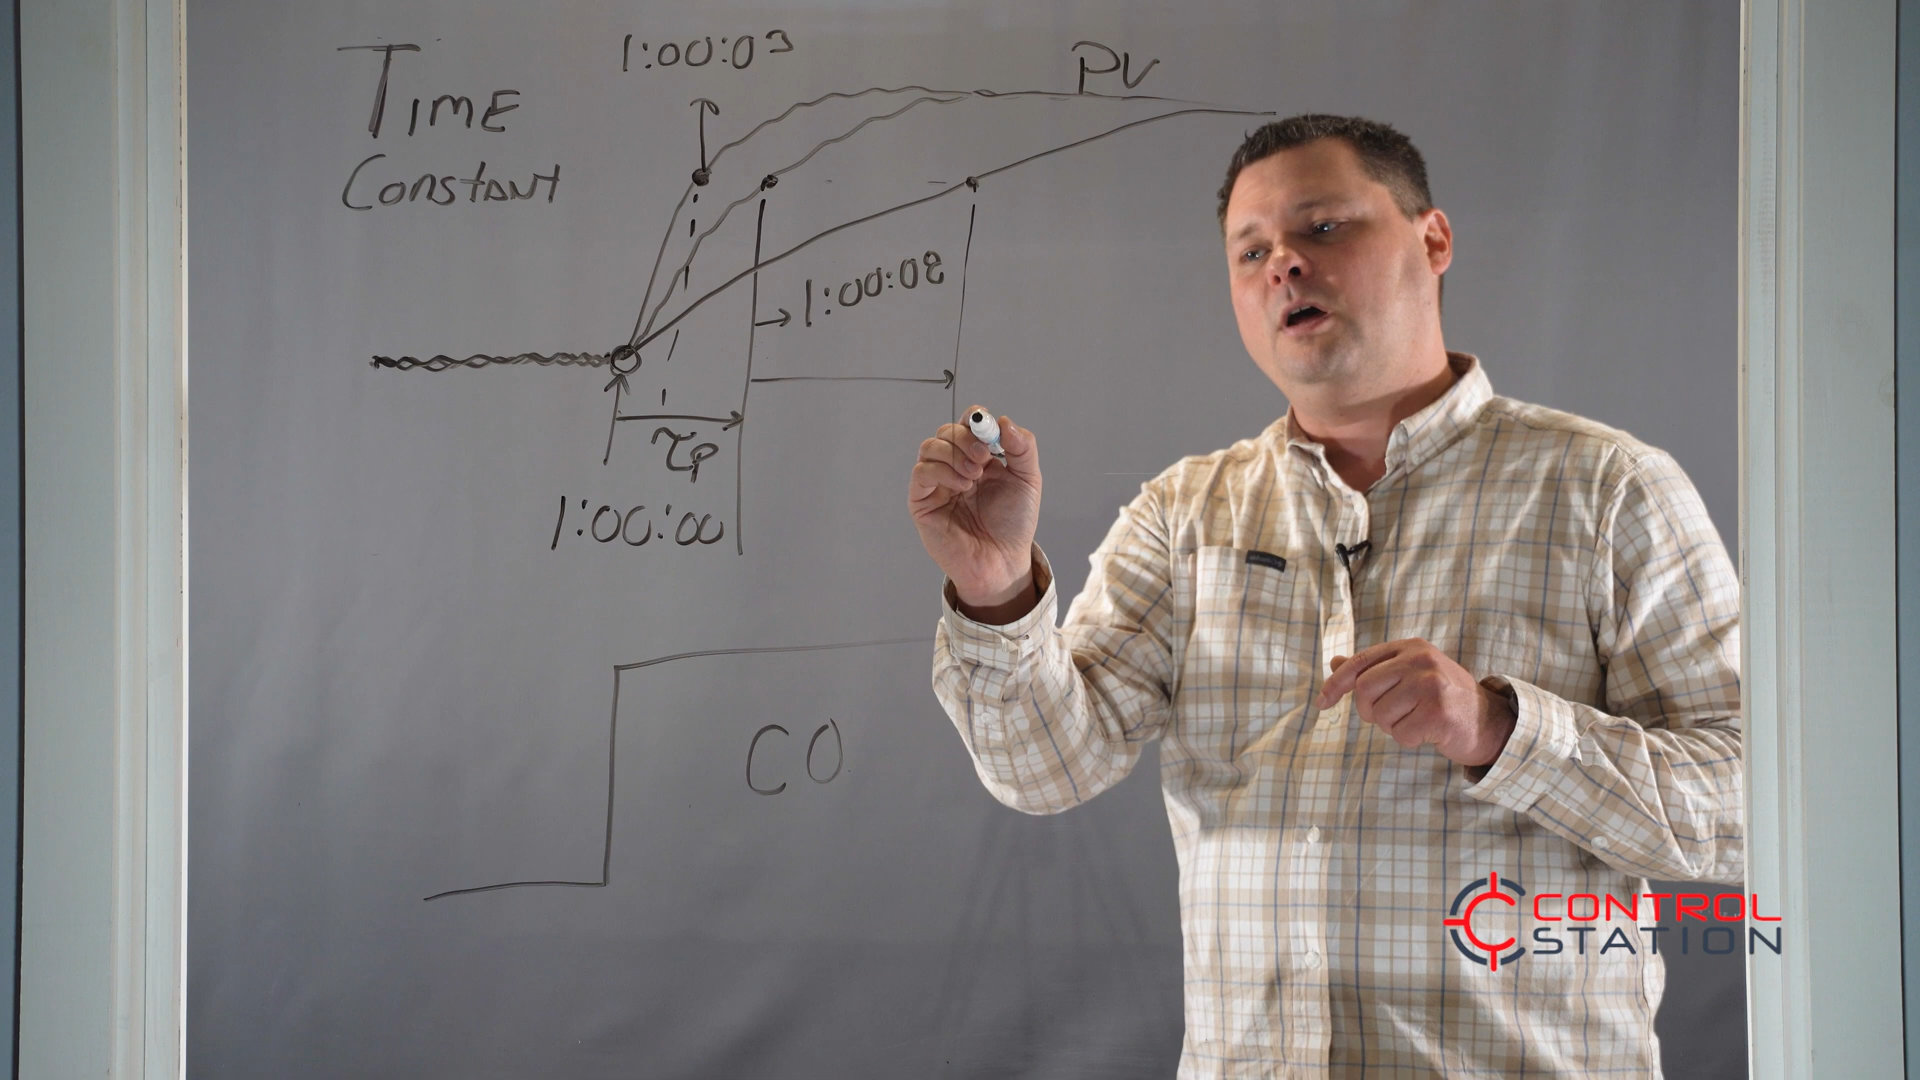 TIME
CONSTANT
1:00:03
PV
1:00:08
τp
1:00:00
CO
CONTROL
STATION